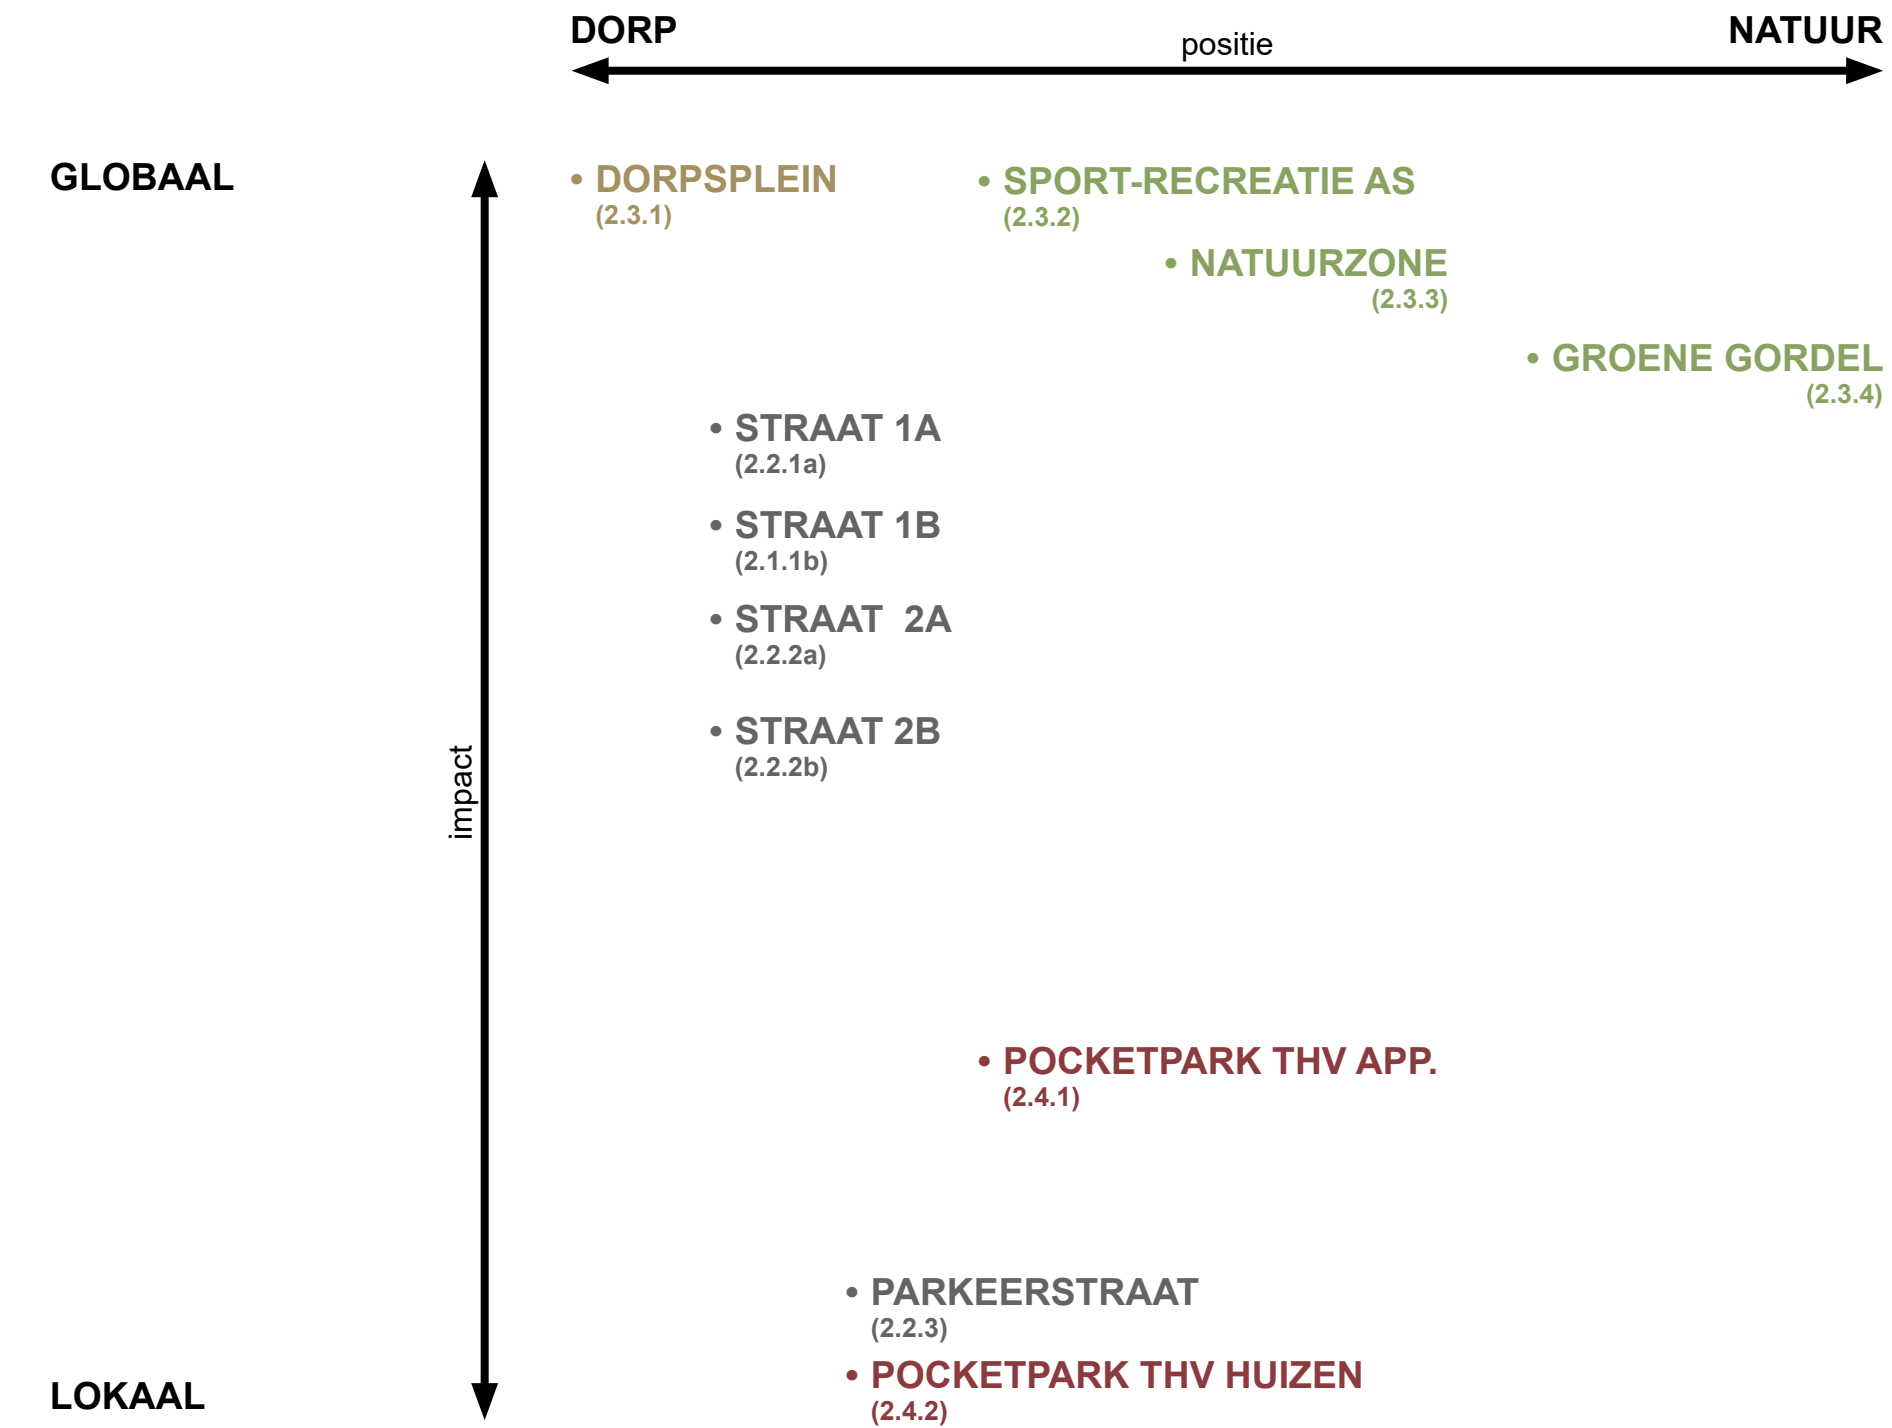 DORP
positie
NATUUR
GLOBAAL
• DORPSPLEIN
(2.3.1)
• SPORT-RECREATIE AS
(2.3.2)
• NATUURZONE
(2.3.3)
• GROENE GORDEL
(2.3.4)
• STRAAT 1A
(2.2.1a)
• STRAAT 1B
(2.1.1b)
• STRAAT  2A
(2.2.2a)
• STRAAT 2B
(2.2.2b)
impact
• POCKETPARK THV APP.
(2.4.1)
• PARKEERSTRAAT
(2.2.3)
• POCKETPARK THV HUIZEN
(2.4.2)
LOKAAL